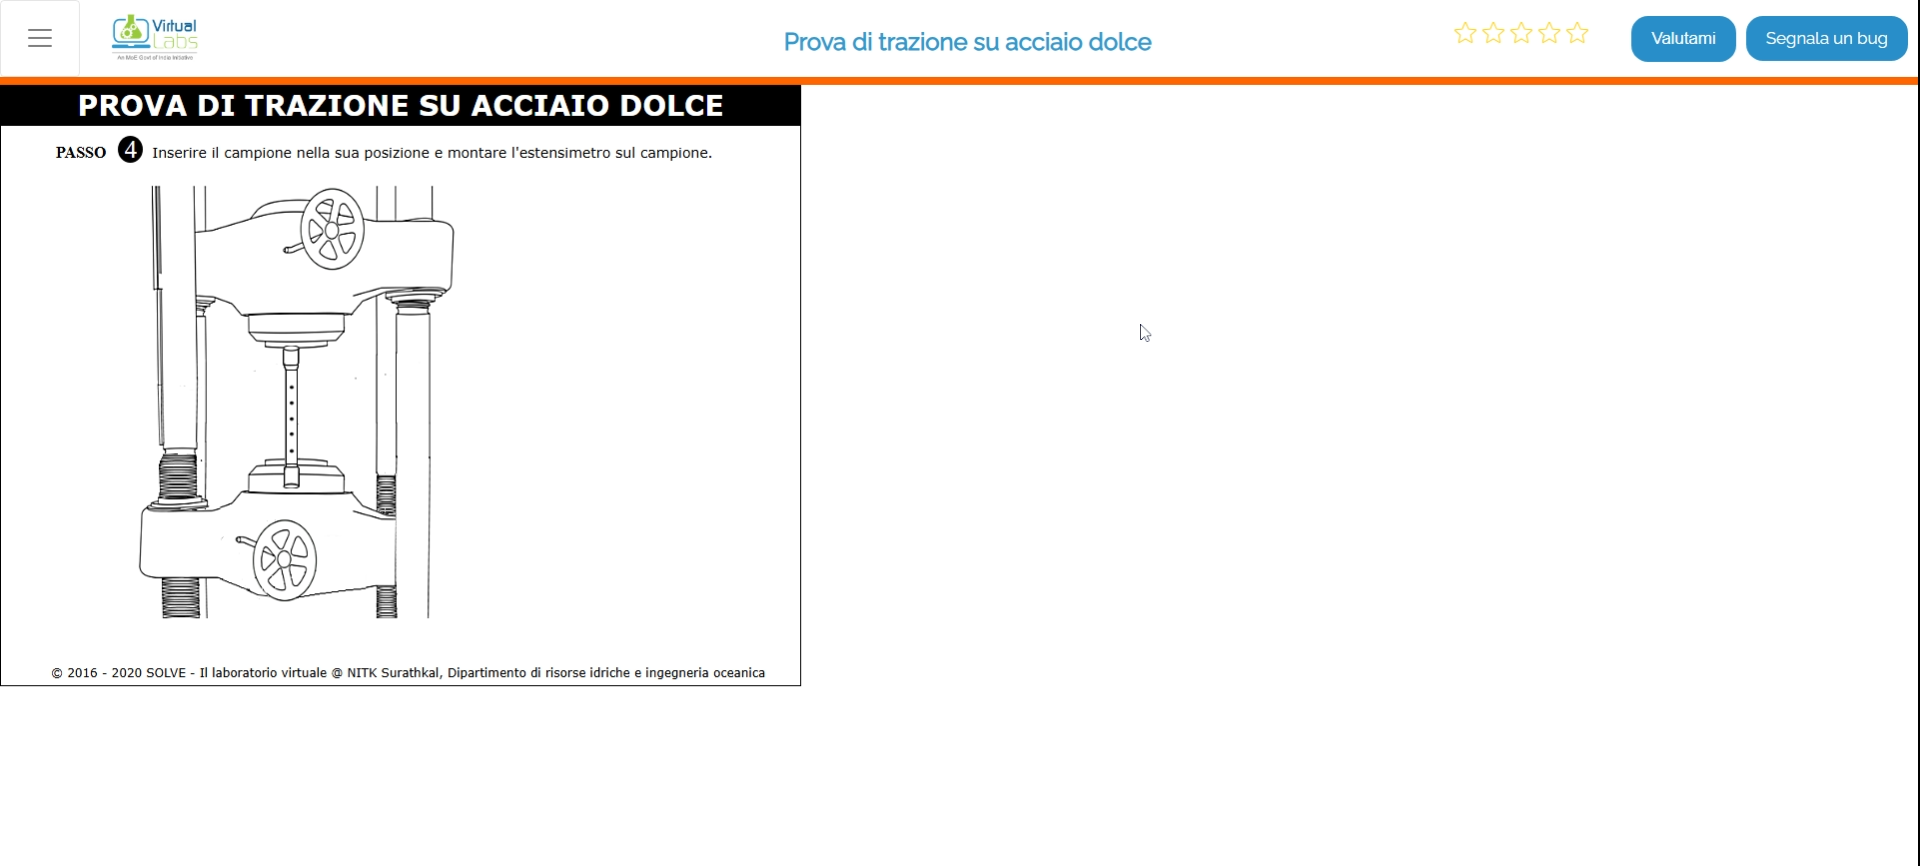 Virtual
Labs
An MoE Govt of India Initiative
Prova di trazione su acciaio dolce
Valutami
Segnala un bug
PROVA DI TRAZIONE SU ACCIAIO DOLCE
PASSO 4 Inserire il campione nella sua posizione e montare l'estensimetro sul campione.
© 2016 - 2020 SOLVE - Il laboratorio virtuale @ NITK Surathkal, Dipartimento di risorse idriche e ingegneria oceanica